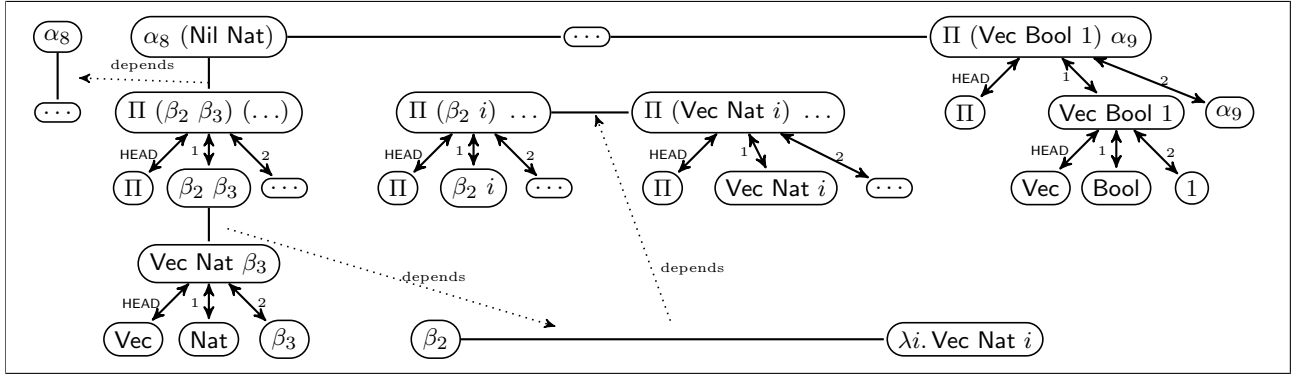 α₈ α₈ (Nil Nat) ··· Π (Vec Bool 1) α₉
depends HEAD 1 2
··· Π (β₂ β₃) (...) Π (β₂ i) ... Π (Vec Nat i) ... Π Vec Bool 1 α₉
HEAD 1 2 HEAD 1 2 HEAD 1 2 HEAD 1 2
Π β₂ β₃ ··· Π β₂ i ··· Π Vec Nat i ··· Vec Bool 1
Vec Nat β₃ depends depends
HEAD 1 2
Vec Nat β₃ β₂ λi. Vec Nat i